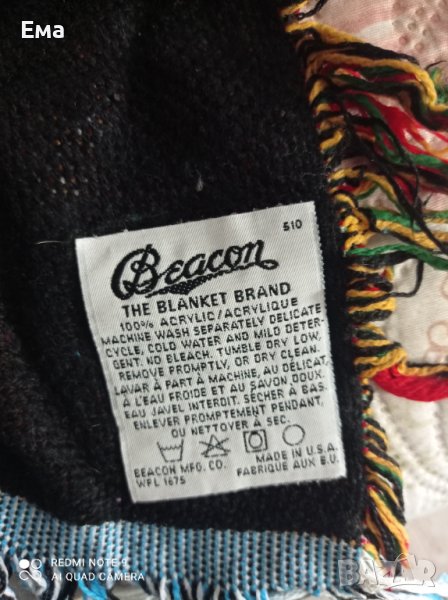 Ema
510
Beacon
THE BLANKET BRAND
100% ACRYLIC/ACRYLIQUE
MACHINE WASH SEPARATELY DELICATE
CYCLE, COLD WATER AND MILD DETER-
GENT. NO BLEACH. TUMBLE DRY LOW,
REMOVE PROMPTLY, OR DRY CLEAN.
LAVAR À PART À MACHINE, AU DÉLICAT,
À L'EAU FROIDE ET AU SAVON DOUX.
EAU JAVEL INTERDIT. SÉCHER À BAS.
ENLEVER PROMPTEMENT PENDANT,
OU NETTOYER À SEC.
BEACON MFG. CO.
WPL 1675
MADE IN U.S.A.
FABRIQUE AUX E.U.
REDMI NOTE 9
AI QUAD CAMERA
BAZAR